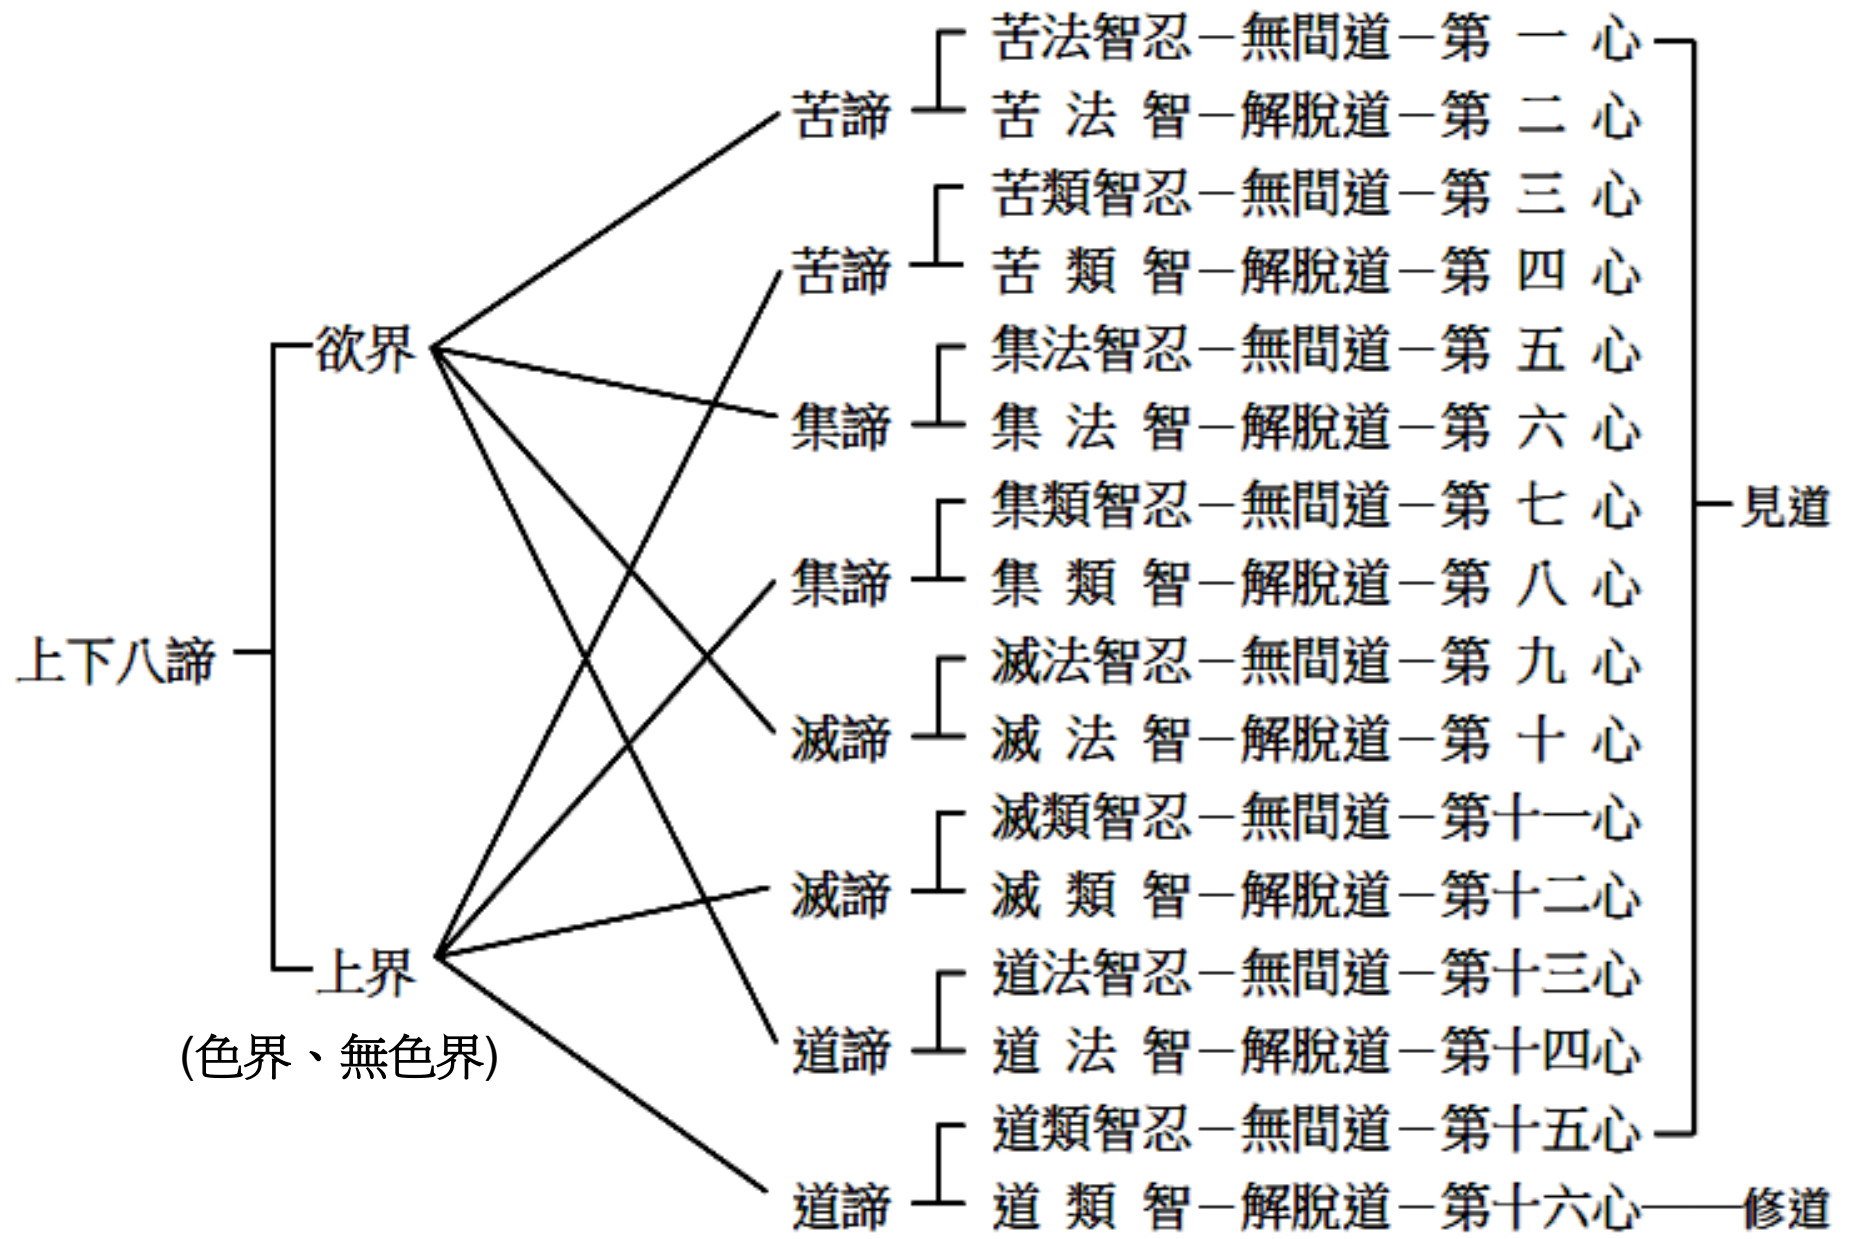 苦法智忍－無間道－第一心
苦諦 苦法智－解脫道－第二心
苦類智忍－無間道－第三心
苦諦 苦類智－解脫道－第四心
欲界 集法智忍－無間道－第五心
集諦 集法智－解脫道－第六心
集類智忍－無間道－第七心 見道
集諦 集類智－解脫道－第八心
上下八諦 滅法智忍－無間道－第九心
滅諦 滅法智－解脫道－第十心
滅類智忍－無間道－第十一心
滅諦 滅類智－解脫道－第十二心
上界 道法智忍－無間道－第十三心
(色界、無色界) 道諦 道法智－解脫道－第十四心
道類智忍－無間道－第十五心
道諦 道類智－解脫道－第十六心 修道